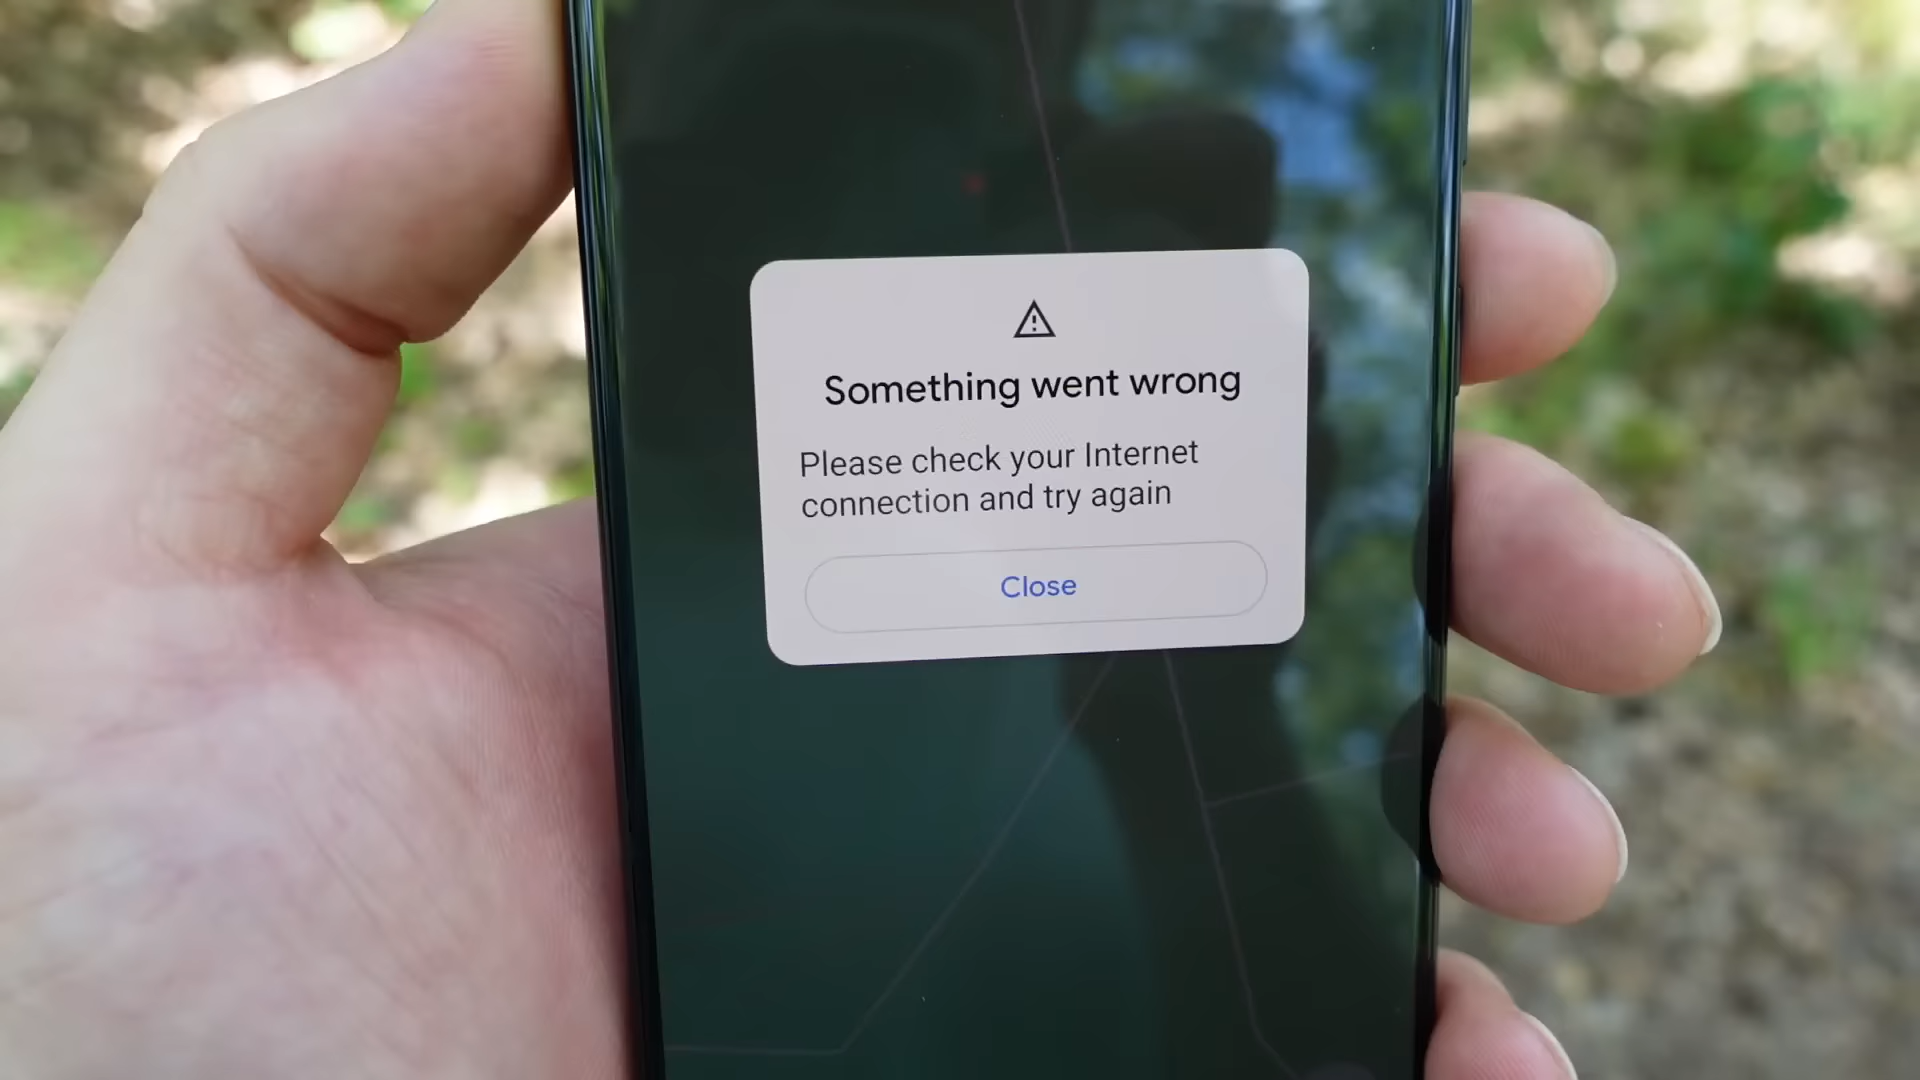 Something went wrong
Please check your Internet
connection and try again
Close